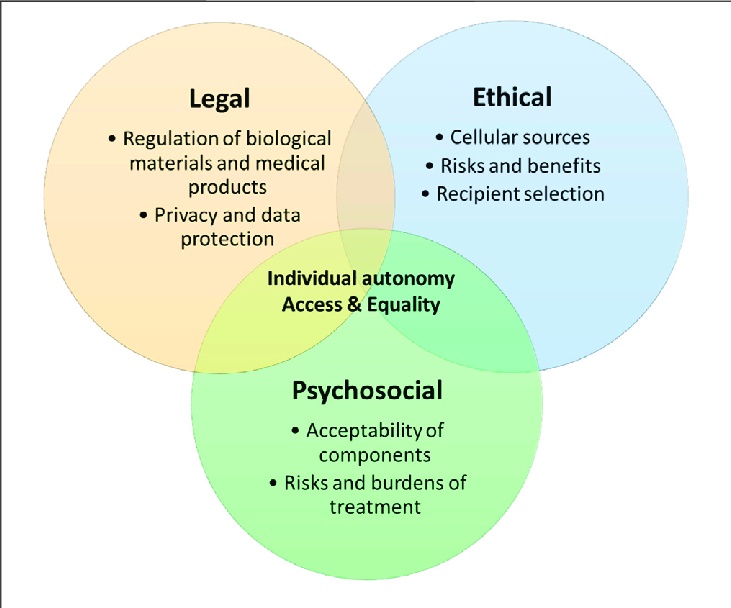 Legal
• Regulation of biological
materials and medical
products
• Privacy and data
protection
Ethical
• Cellular sources
• Risks and benefits
• Recipient selection
Individual autonomy
Access & Equality
Psychosocial
• Acceptability of
components
• Risks and burdens of
treatment